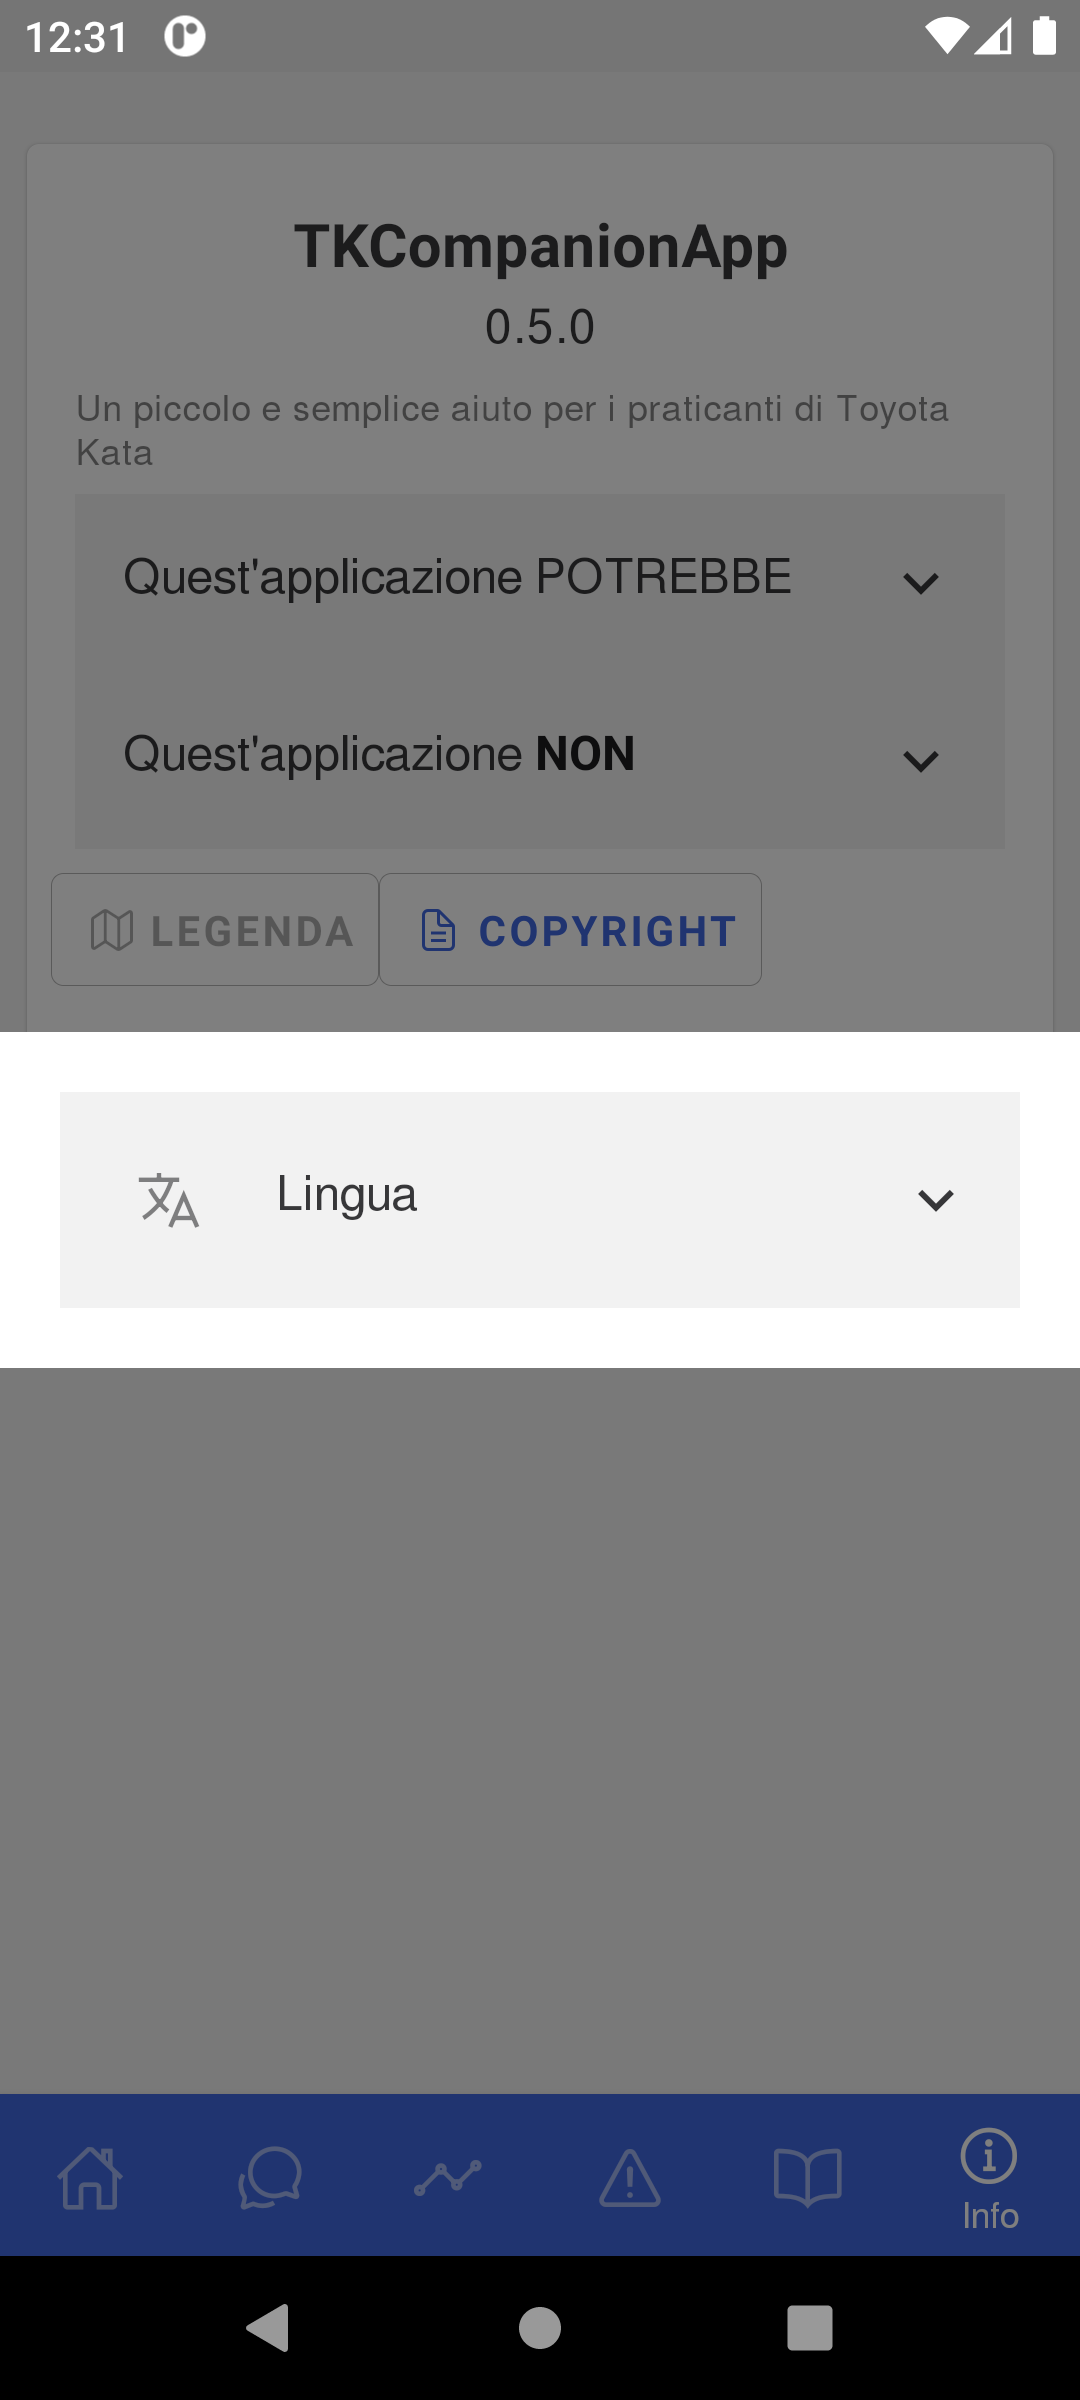 12:31
TKCompanionApp
0.5.0
Un piccolo e semplice aiuto per i praticanti di Toyota
Kata
Quest'applicazione POTREBBE
Quest'applicazione NON
LEGENDA
COPYRIGHT
Lingua
Info